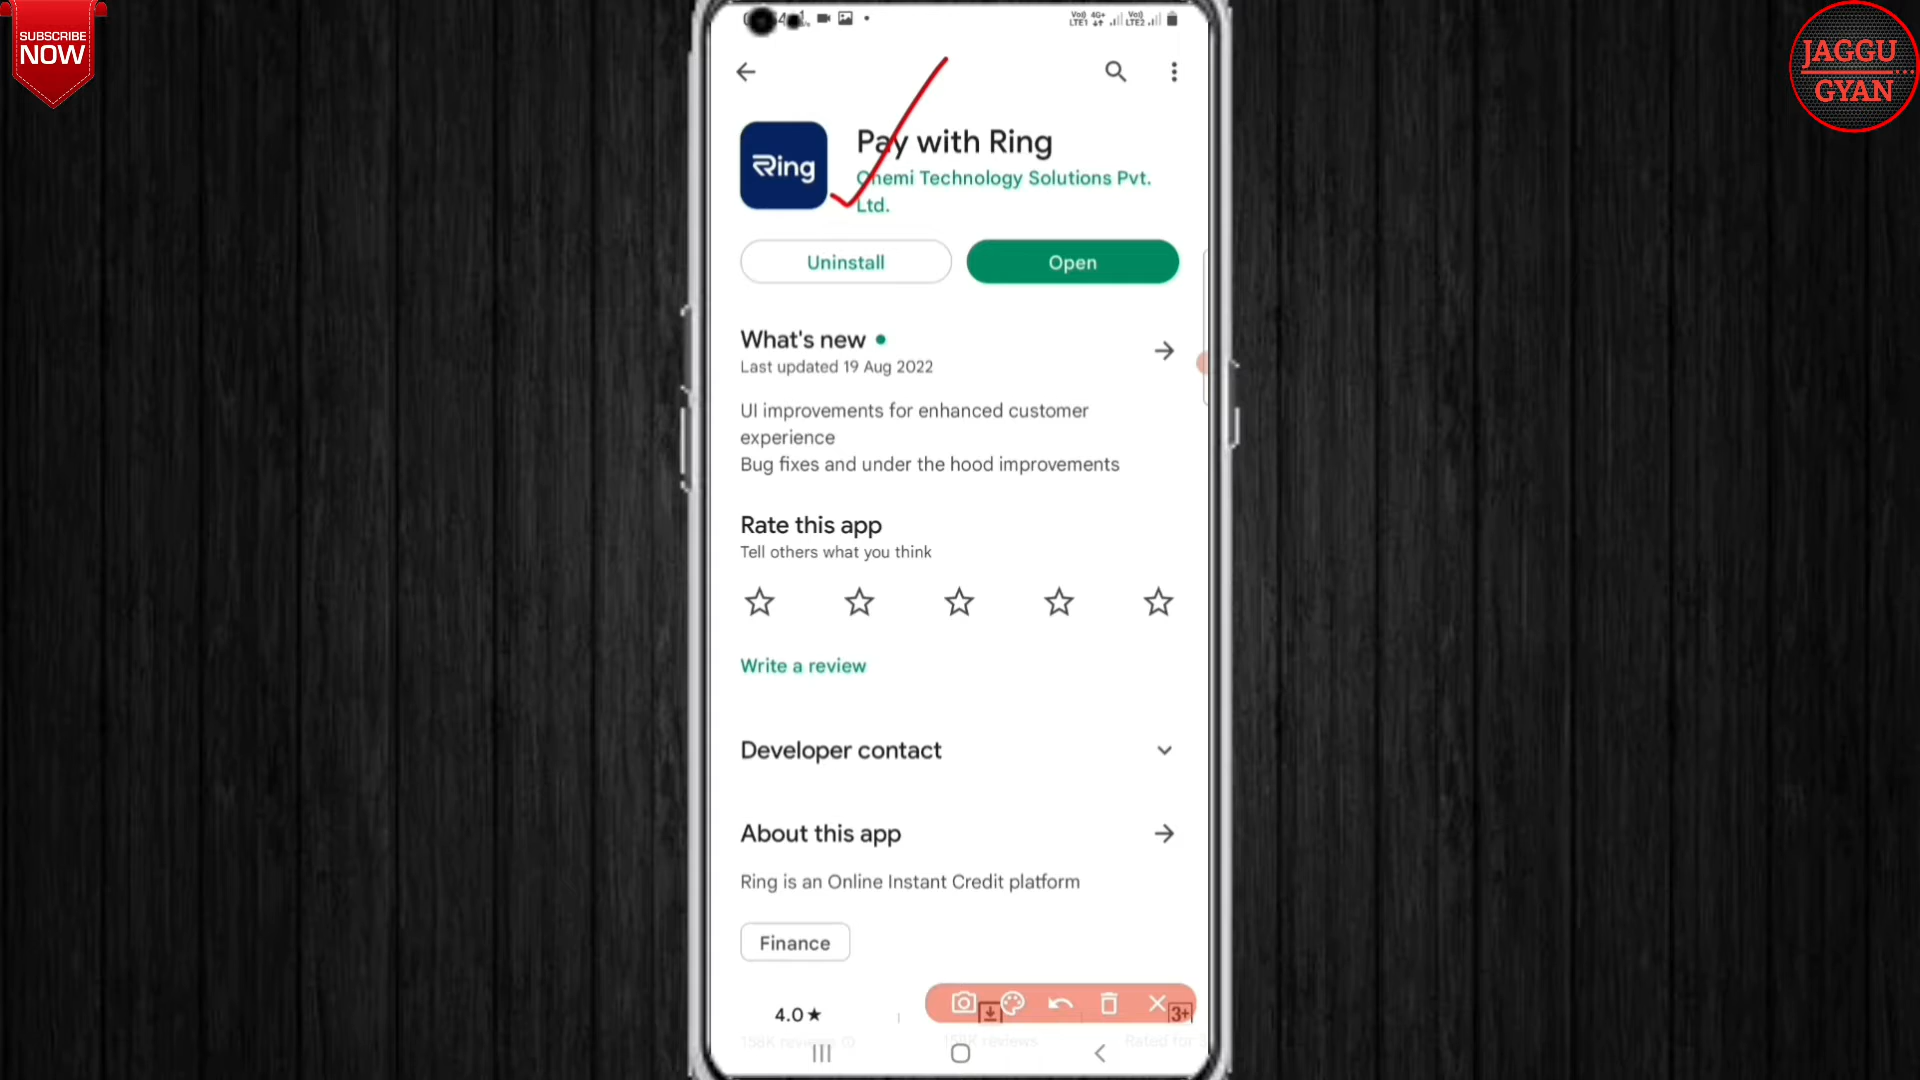 SUBSCRIBE
NOW
JAGGU
GYAN
Ring
Pay with Ring
Onemi Technology Solutions Pvt.
Ltd.
Uninstall
Open
What's new
Last updated 19 Aug 2022
UI improvements for enhanced customer
experience
Bug fixes and under the hood improvements
Rate this app
Tell others what you think
Write a review
Developer contact
About this app
Ring is an Online Instant Credit platform
Finance
4.0★
3+
158K reviews
158K reviews
Rated for